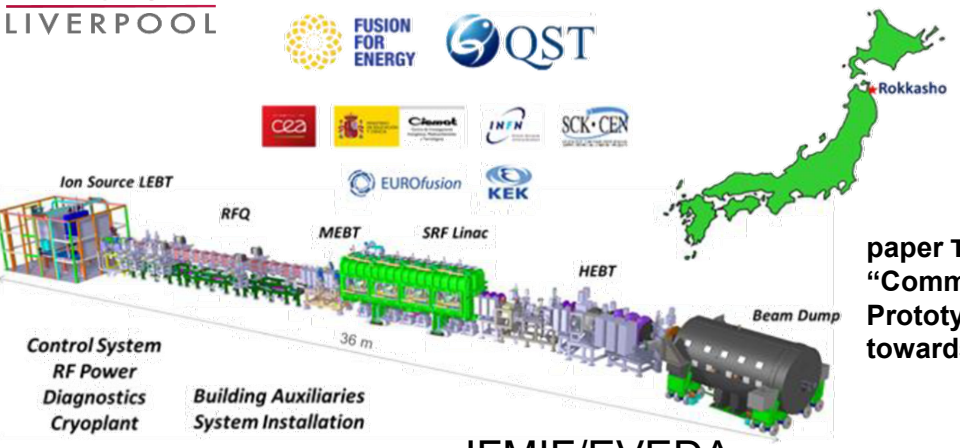 LIVERPOOL
FUSION
FOR
ENERGY
QST
Rokkasho
cea
Ciemat
INFN
SCK•CEN
EUROfusion
KEK
Ion Source LEBT
RFQ
MEBT
SRF Linac
HEBT
Beam Dump
36 m
paper T
“Comm
Prototy
toward
Control System
RF Power
Diagnostics
Cryoplant
Building Auxiliaries
System Installation
IFMIF/EVEDA